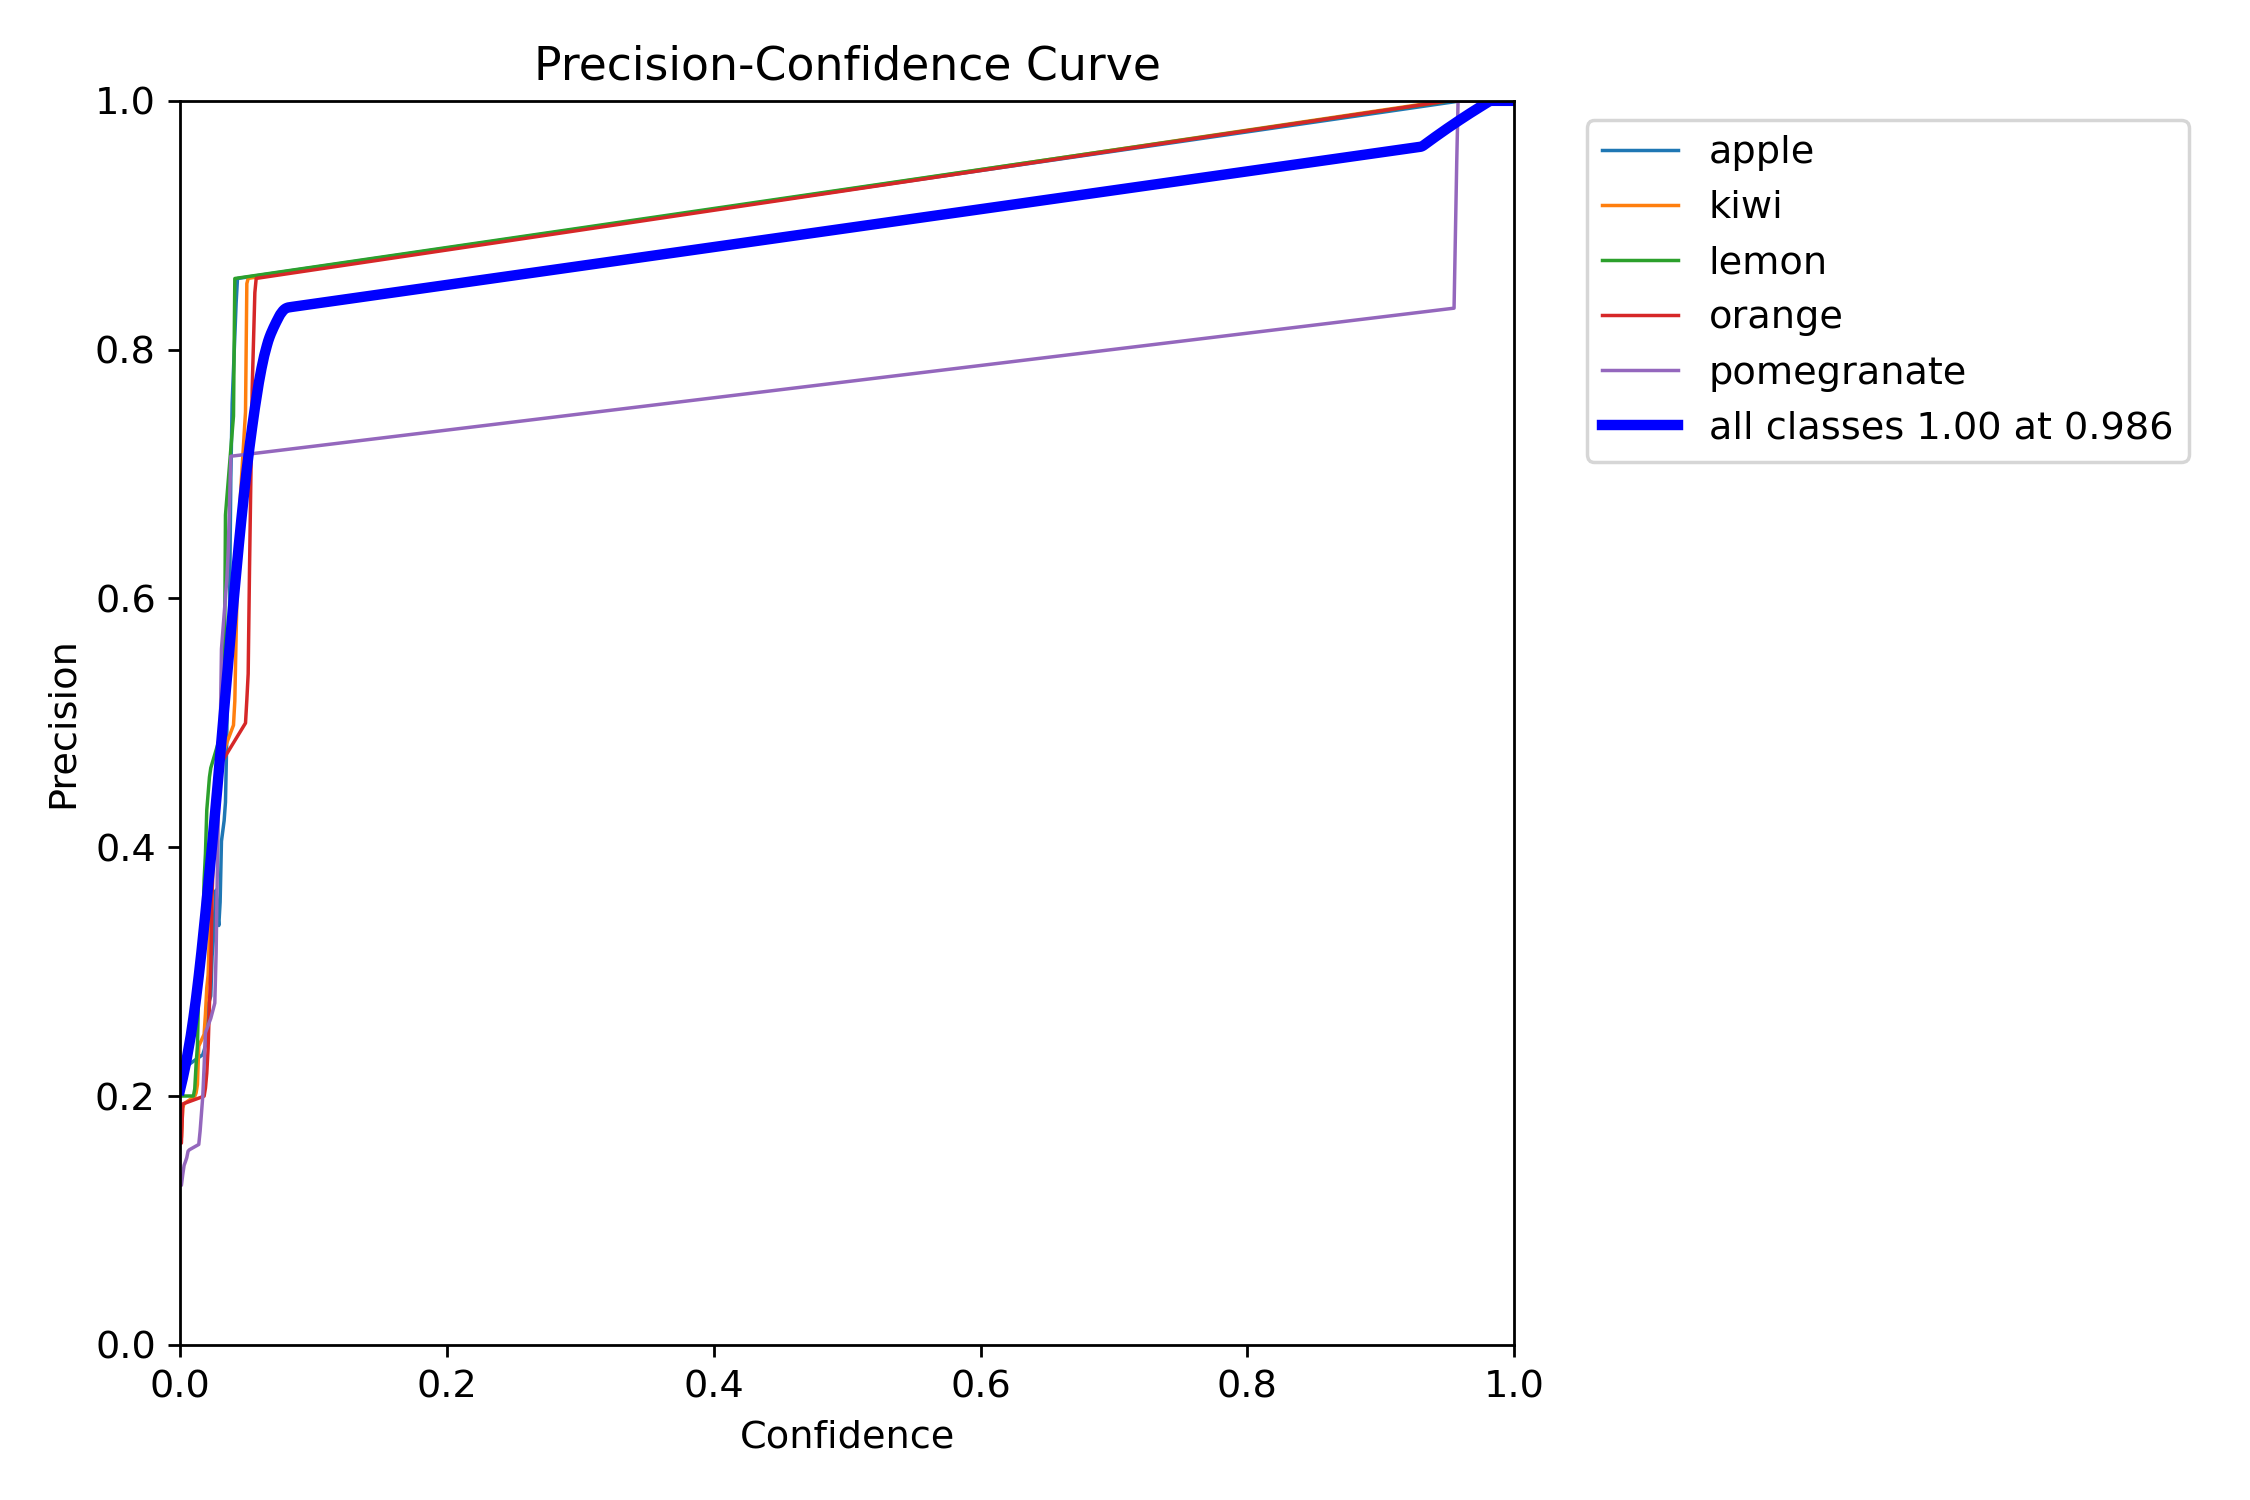 Precision-Confidence Curve
1.0
0.8
0.6
0.4
0.2
0.0
Precision
0.0 0.2 0.4 0.6 0.8 1.0
Confidence
apple
kiwi
lemon
orange
pomegranate
all classes 1.00 at 0.986